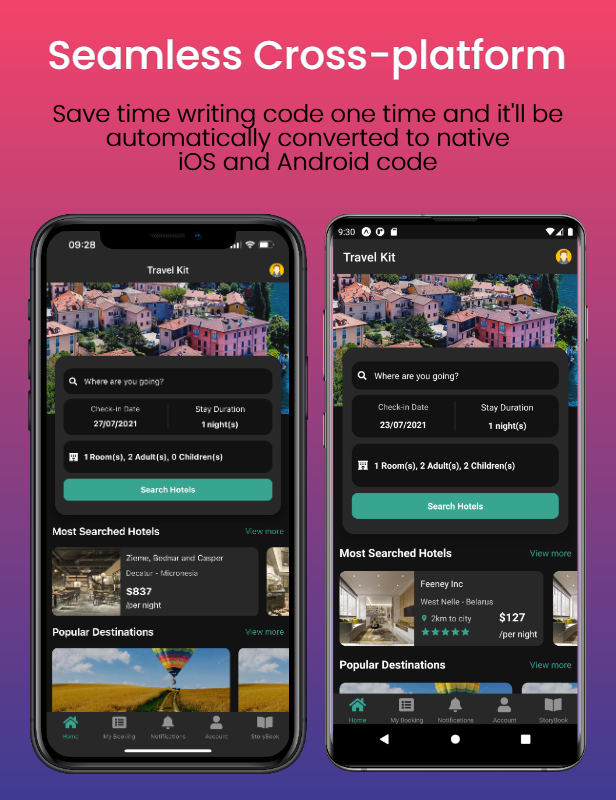 Seamless Cross-platform
Save time writing code one time and it'll be
automatically converted to native
iOS and Android code
09:28
Travel Kit
Where are you going?
Check-in Date
Stay Duration
27/07/2021
1 night(s)
1 Room(s), 2 Adult(s), 0 Children(s)
Search Hotels
Most Searched Hotels
View more
Zieme, Bednar and Casper
Decatur - Micronesia
$837
/per night
Popular Destinations
View more
Home
My Booking
Notifications
Account
StoryBook
9:30
Travel Kit
Where are you going?
Check-in Date
Stay Duration
23/07/2021
1 night(s)
1 Room(s), 2 Adult(s), 2 Children(s)
Search Hotels
Most Searched Hotels
View more
Feeney Inc
West Nelle - Belarus
2km to city
$127
/per night
Popular Destinations
View more
Home
My Booking
Notifications
Account
StoryBook